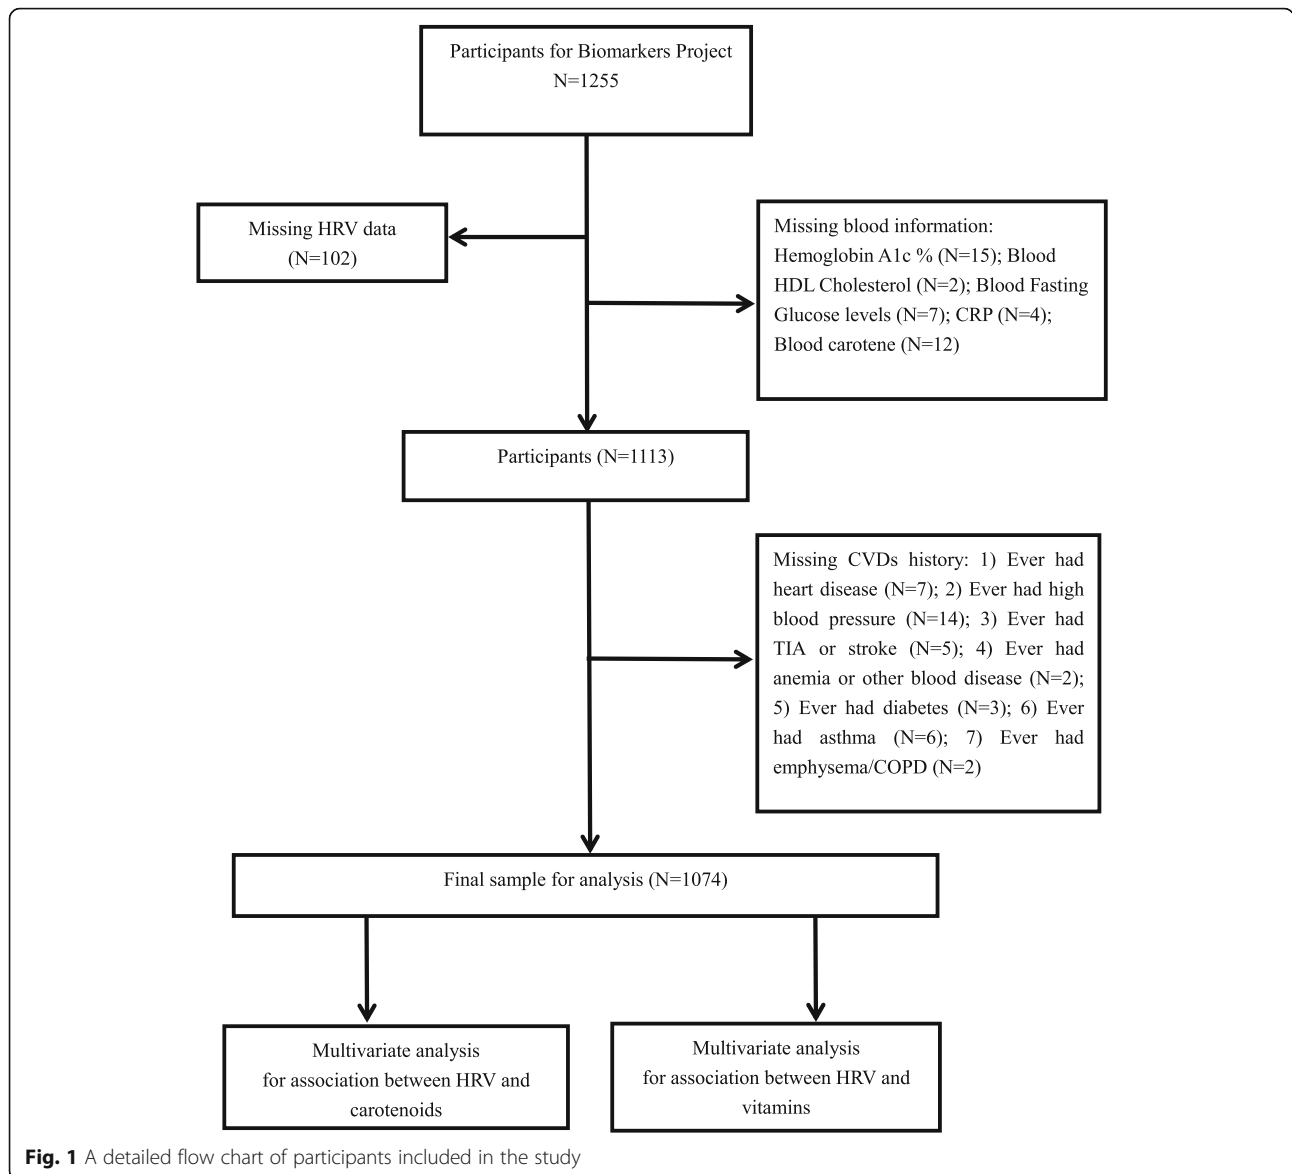 Participants for Biomarkers Project
N=1255
Missing HRV data
(N=102)
Missing blood information:
Hemoglobin A1c % (N=15); Blood
HDL Cholesterol (N=2); Blood Fasting
Glucose levels (N=7); CRP (N=4);
Blood carotene (N=12)
Participants (N=1113)
Missing CVDs history: 1) Ever had
heart disease (N=7); 2) Ever had high
blood pressure (N=14); 3) Ever had
TIA or stroke (N=5); 4) Ever had
anemia or other blood disease (N=2);
5) Ever had diabetes (N=3); 6) Ever
had asthma (N=6); 7) Ever had
emphysema/COPD (N=2)
Final sample for analysis (N=1074)
Multivariate analysis
for association between HRV and
carotenoids
Multivariate analysis
for association between HRV and
vitamins
Fig. 1 A detailed flow chart of participants included in the study